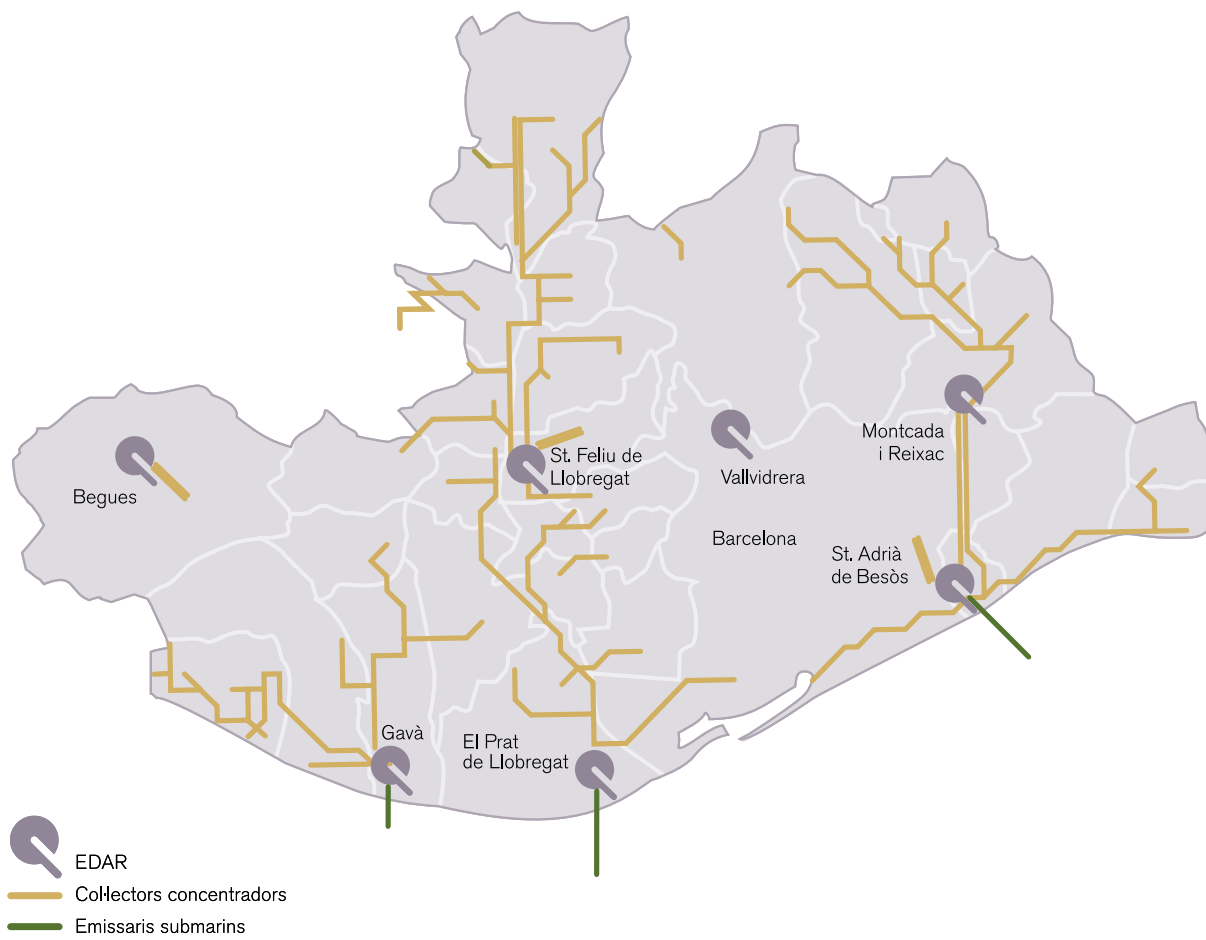 Montcada
i Reixac
St. Feliu de
Llobregat
Vallvidrera
Begues
Barcelona
St. Adrià
de Besòs
Gavà
El Prat
de Llobregat
EDAR
Col·lectors concentradors
Emissaris submarins